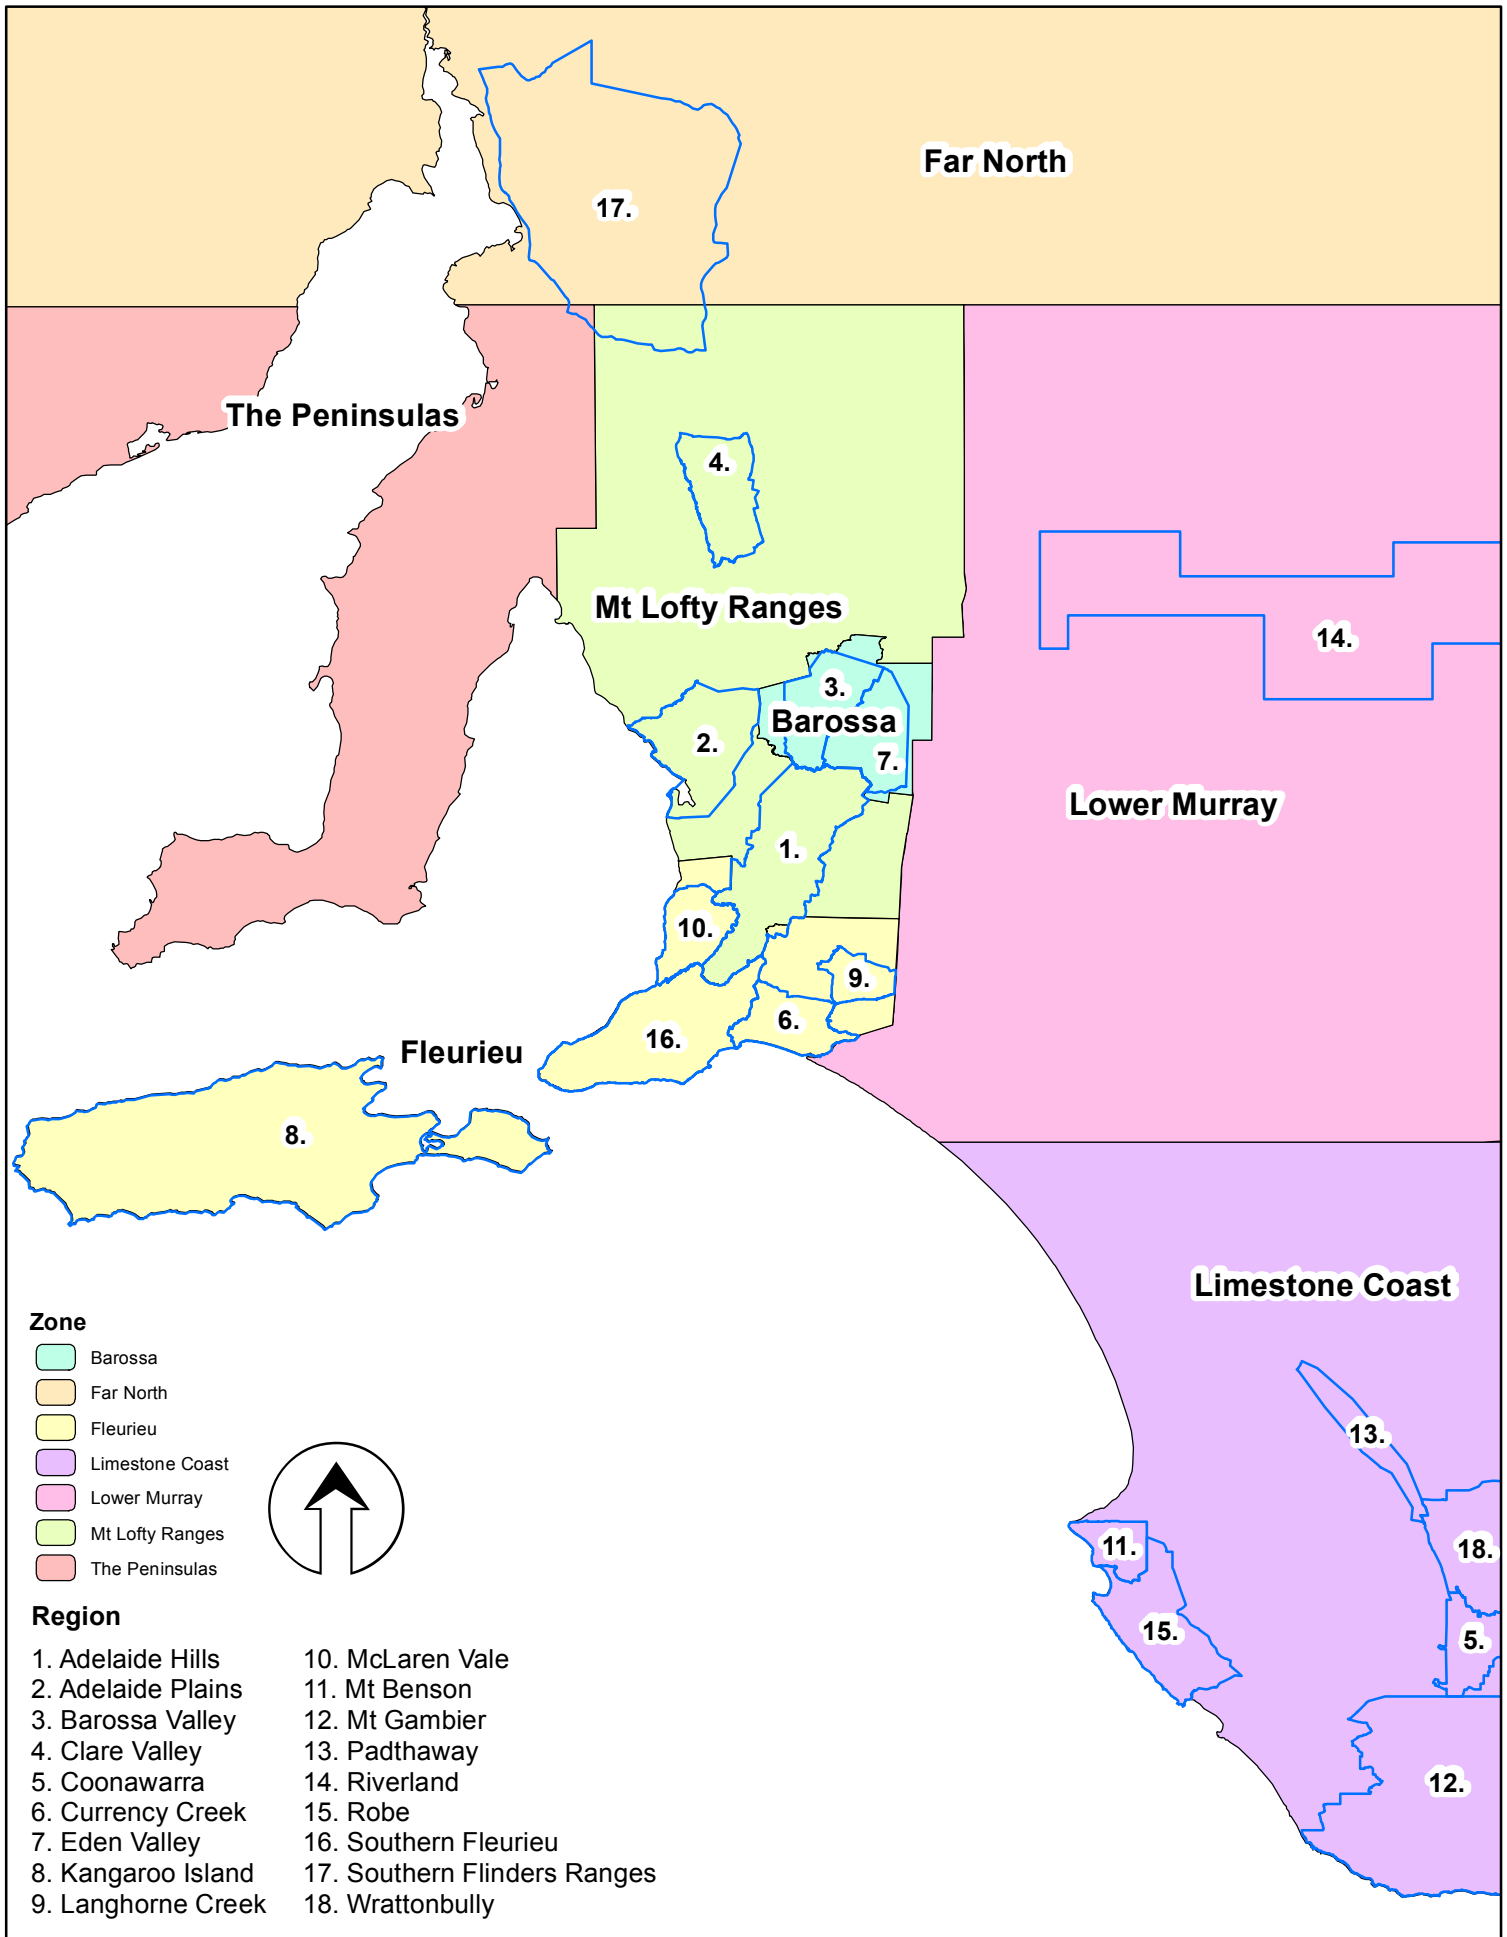 Far North
17.
The Peninsulas
4.
Mt Lofty Ranges
14.
3.
Barossa
2.
7.
Lower Murray
1.
10.
9.
6.
16.
Fleurieu
8.
Limestone Coast
13.
11.
18.
15.
5.
12.
Zone
Barossa
Far North
Fleurieu
Limestone Coast
Lower Murray
Mt Lofty Ranges
The Peninsulas
Region
1. Adelaide Hills
2. Adelaide Plains
3. Barossa Valley
4. Clare Valley
5. Coonawarra
6. Currency Creek
7. Eden Valley
8. Kangaroo Island
9. Langhorne Creek
10. McLaren Vale
11. Mt Benson
12. Mt Gambier
13. Padthaway
14. Riverland
15. Robe
16. Southern Fleurieu
17. Southern Flinders Ranges
18. Wrattonbully